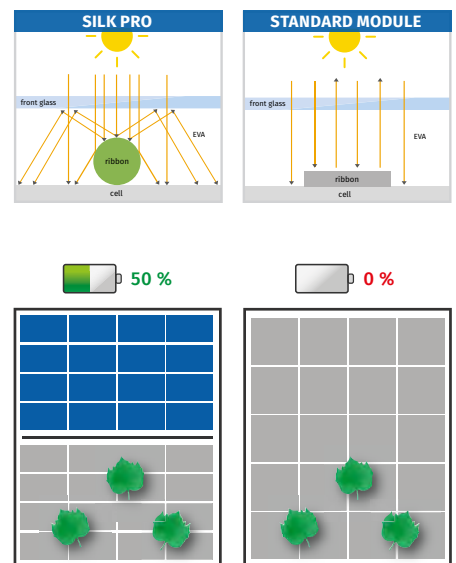 SILK PRO
STANDARD MODULE
front glass
front glass
EVA
EVA
ribbon
ribbon
cell
cell
50 %
0 %